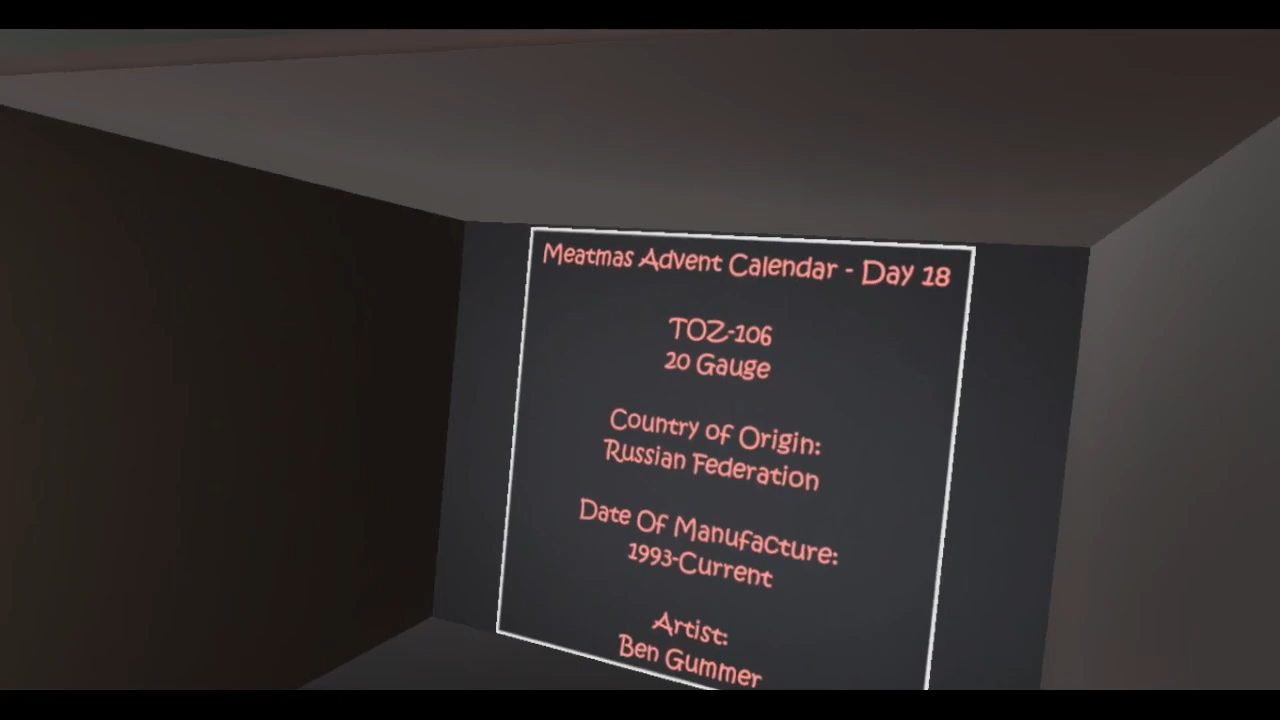 Meatmas Advent Calendar - Day 18
TOZ-106
20 Gauge
Country of Origin:
Russian Federation
Date Of Manufacture:
1993-Current
Artist:
Ben Gummer